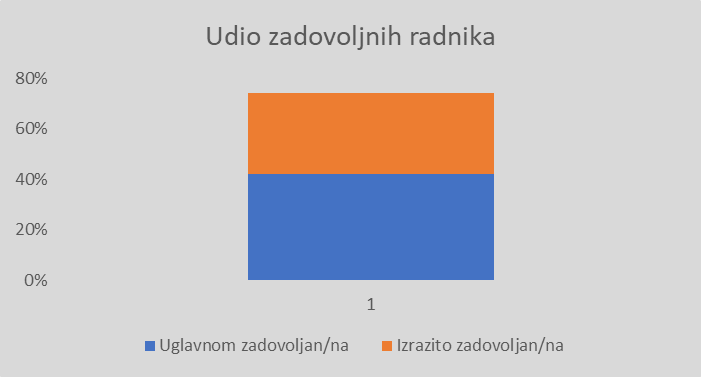 Udio zadovoljnih radnika
80%
60%
40%
20%
0%
1
Uglavnom zadovoljan/na
Izrazito zadovoljan/na